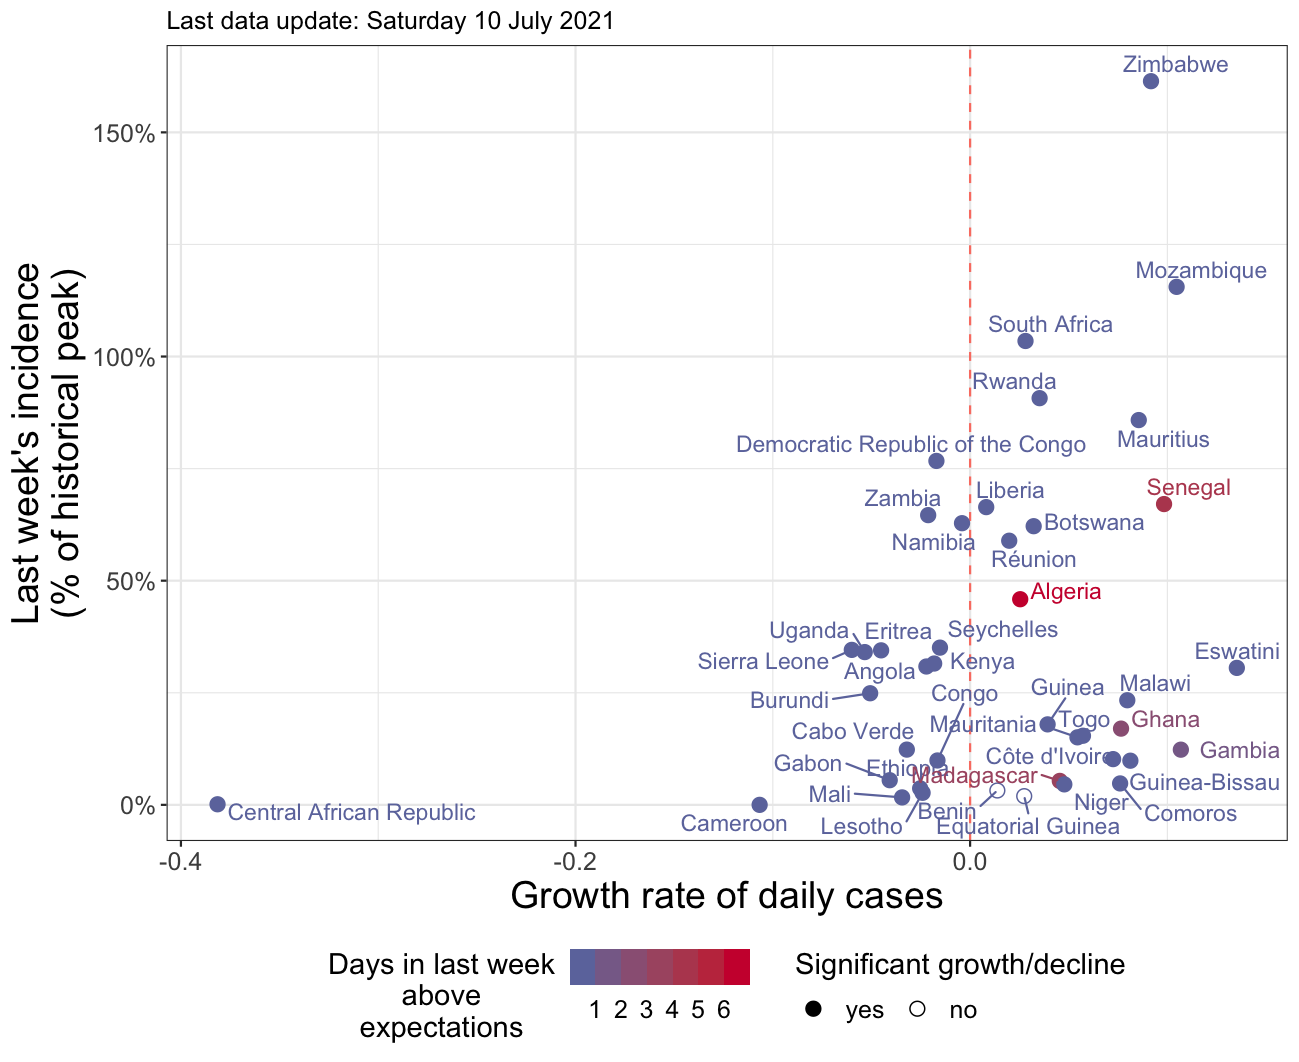 Last data update: Saturday 10 July 2021
Last week's incidence
(% of historical peak)
150%
100%
50%
0%
Zimbabwe
Mozambique
South Africa
Rwanda
Mauritius
Democratic Republic of the Congo
Senegal
Liberia
Zambia
Botswana
Namibia
Réunion
Algeria
Uganda
Eritrea
Seychelles
Sierra Leone
Angola
Kenya
Eswatini
Burundi
Congo
Guinea
Malawi
Cabo Verde
Mauritania
Togo
Ghana
Gabon
Ethiopia
Côte d'Ivoire
Gambia
Madagascar
Guinea-Bissau
Mali
Benin
Niger
Comoros
Central African Republic
Cameroon
Lesotho
Equatorial Guinea
-0.4
-0.2
0.0
Growth rate of daily cases
Days in last week
above
expectations
1 2 3 4 5 6
Significant growth/decline
yes
no